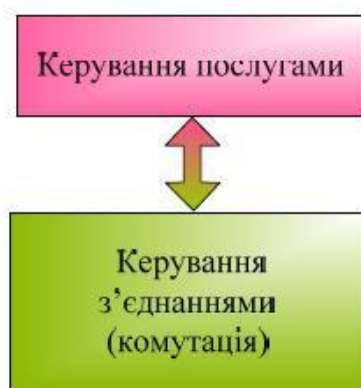 Керування послугами
Керування
з’єднаннями
(комутація)